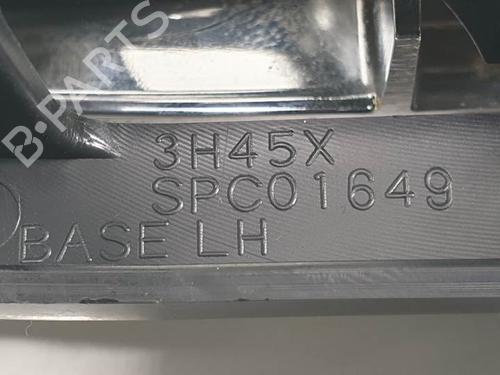 B-PARTS
3H45X
SPC01649
BASE LH